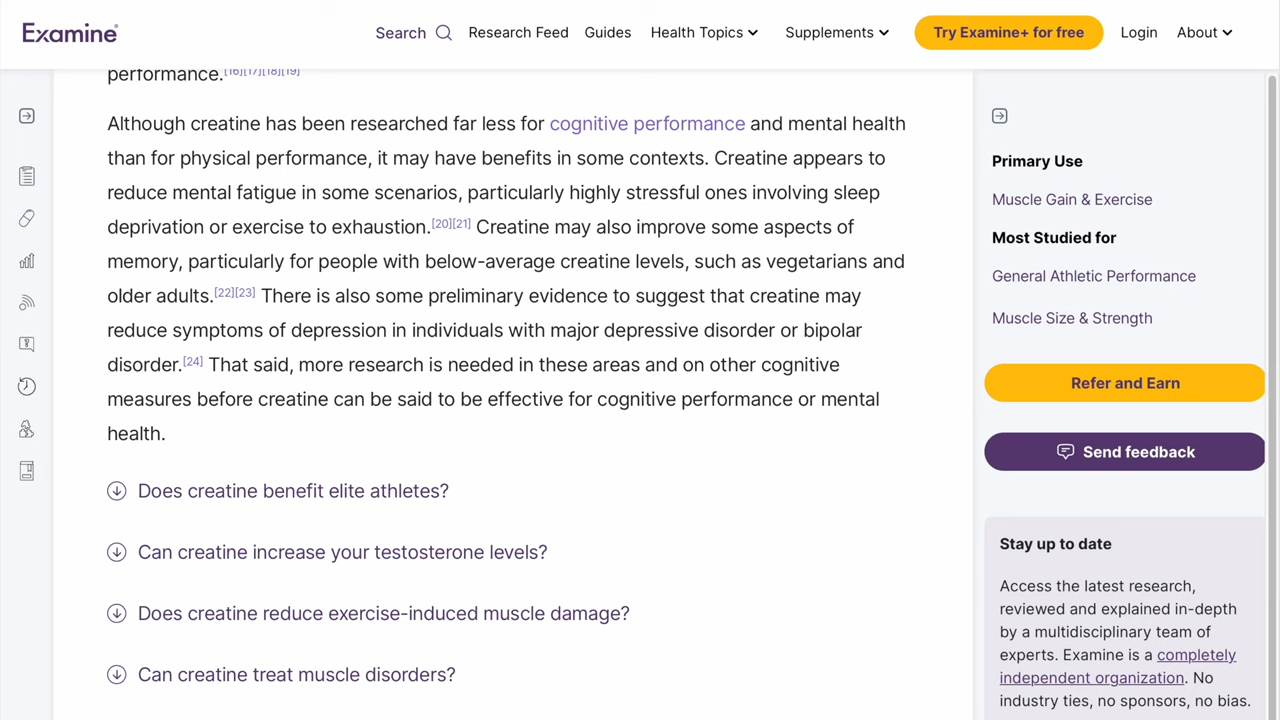 Examine®
Search
Research Feed
Guides
Health Topics
Supplements
Try Examine+ for free
Login
About
performance.[16][17][18][19]
Although creatine has been researched far less for cognitive performance and mental health
than for physical performance, it may have benefits in some contexts. Creatine appears to
reduce mental fatigue in some scenarios, particularly highly stressful ones involving sleep
deprivation or exercise to exhaustion.[20][21] Creatine may also improve some aspects of
memory, particularly for people with below-average creatine levels, such as vegetarians and
older adults.[22][23] There is also some preliminary evidence to suggest that creatine may
reduce symptoms of depression in individuals with major depressive disorder or bipolar
disorder.[24] That said, more research is needed in these areas and on other cognitive
measures before creatine can be said to be effective for cognitive performance or mental
health.
Does creatine benefit elite athletes?
Can creatine increase your testosterone levels?
Does creatine reduce exercise-induced muscle damage?
Can creatine treat muscle disorders?
Primary Use
Muscle Gain & Exercise
Most Studied for
General Athletic Performance
Muscle Size & Strength
Refer and Earn
Send feedback
Stay up to date
Access the latest research,
reviewed and explained in-depth
by a multidisciplinary team of
experts. Examine is a completely
independent organization. No
industry ties, no sponsors, no bias.